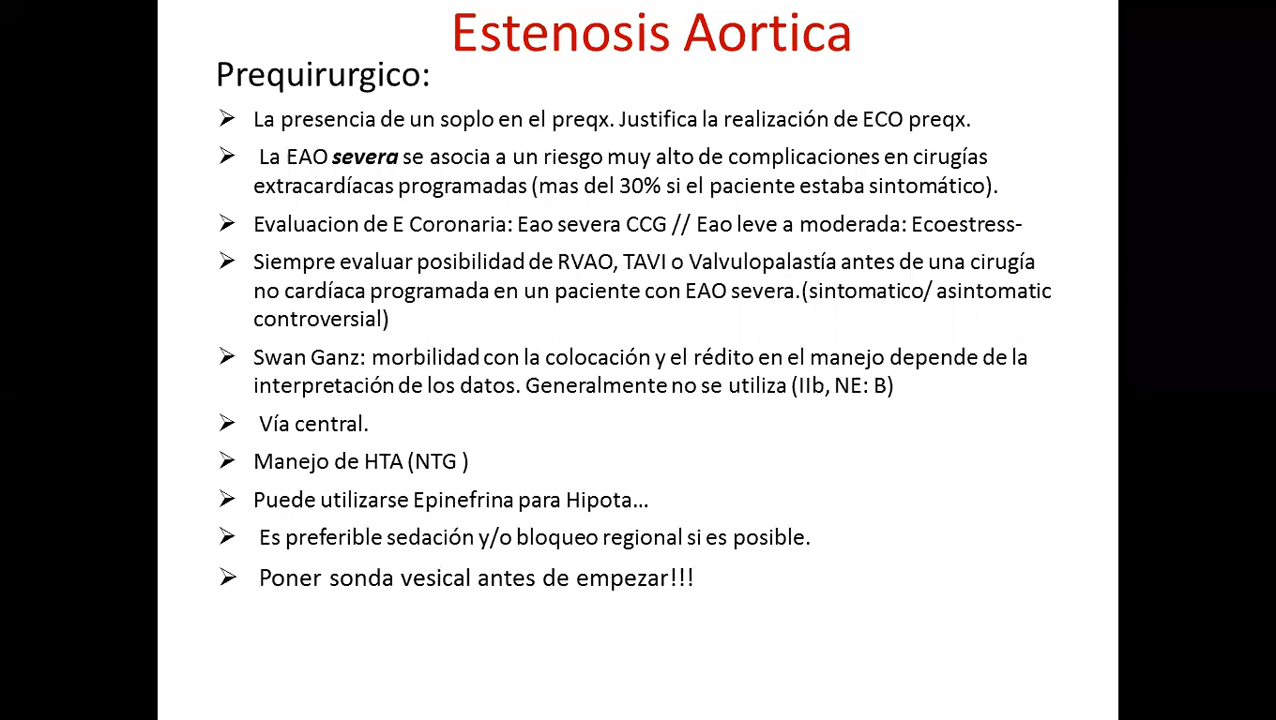 Estenosis Aortica
Prequirurgico:
➢ La presencia de un soplo en el preqx. Justifica la realización de ECO preqx.
➢ La EAO severa se asocia a un riesgo muy alto de complicaciones en cirugías
extracardíacas programadas (mas del 30% si el paciente estaba sintomático).
➢ Evaluacion de E Coronaria: Eao severa CCG // Eao leve a moderada: Ecoestress-
➢ Siempre evaluar posibilidad de RVAO, TAVI o Valvulopalastía antes de una cirugía
no cardíaca programada en un paciente con EAO severa.(sintomatico/ asintomatic
controversial)
➢ Swan Ganz: morbilidad con la colocación y el rédito en el manejo depende de la
interpretación de los datos. Generalmente no se utiliza (IIb, NE: B)
➢ Vía central.
➢ Manejo de HTA (NTG )
➢ Puede utilizarse Epinefrina para Hipota...
➢ Es preferible sedación y/o bloqueo regional si es posible.
➢ Poner sonda vesical antes de empezar!!!